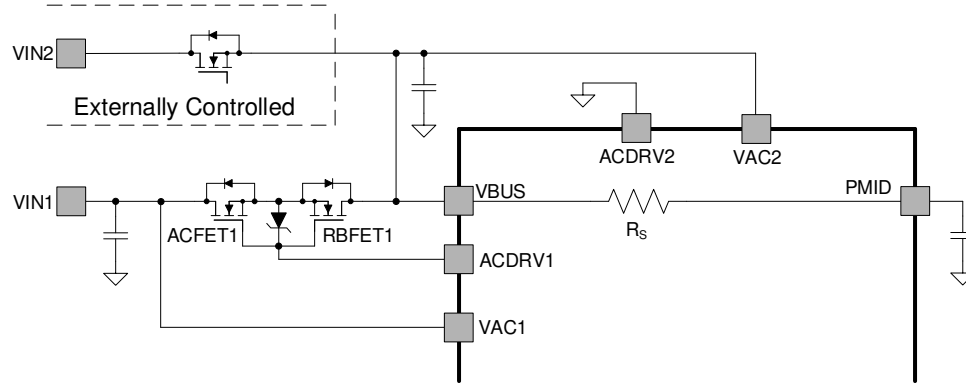 VIN2
Externally Controlled
ACDRV2
VAC2
VIN1
VBUS
PMID
ACFET1
RBFET1
RS
ACDRV1
VAC1